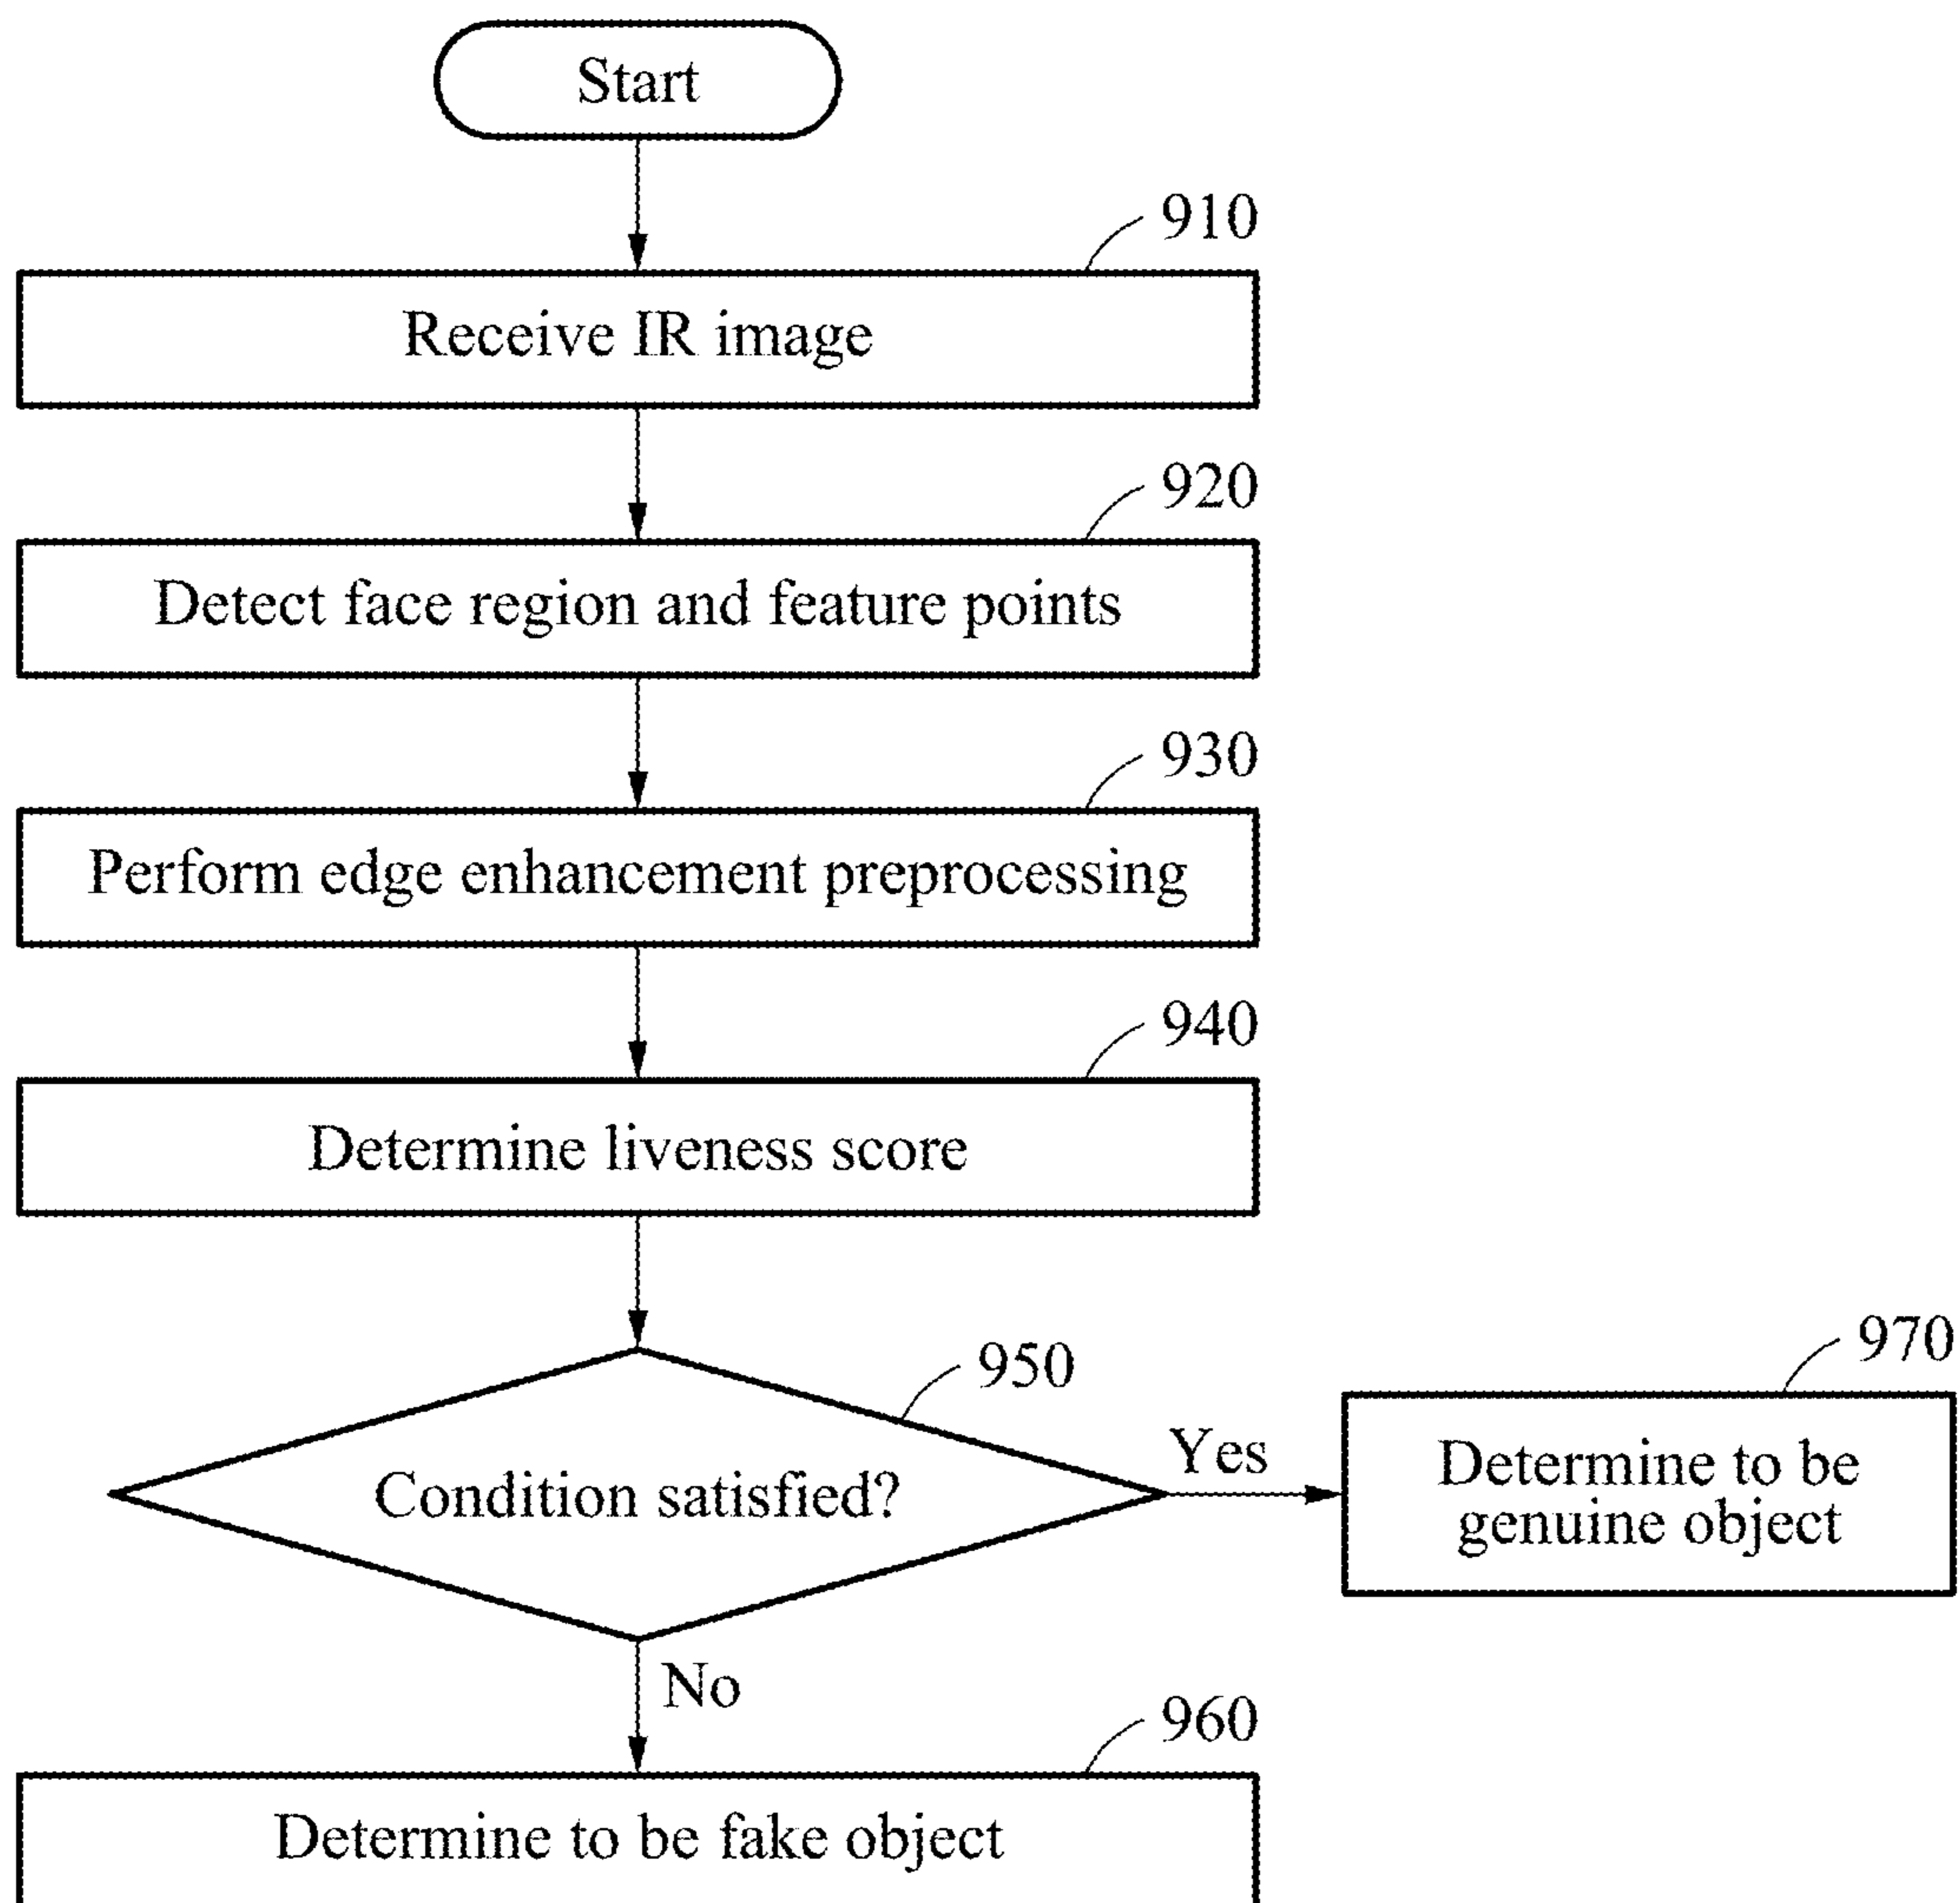 Start
910
Receive IR image
920
Detect face region and feature points
930
Perform edge enhancement preprocessing
940
Determine liveness score
950
Condition satisfied?
Yes
970
Determine to be
genuine object
No
960
Determine to be fake object